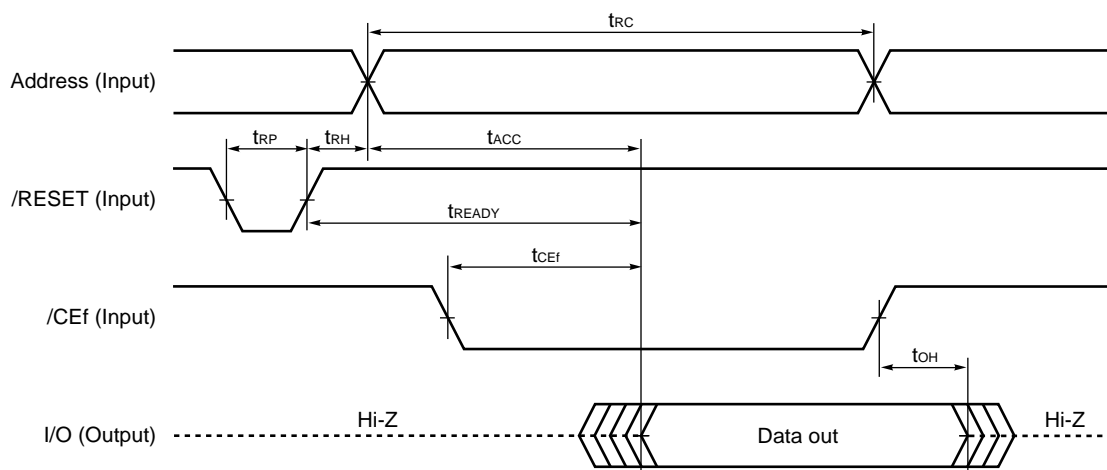 tRC
Address (Input)
tRP
tRH
tACC
/RESET (Input)
tREADY
tCEf
/CEf (Input)
tOH
Hi-Z
I/O (Output)
Data out
Hi-Z